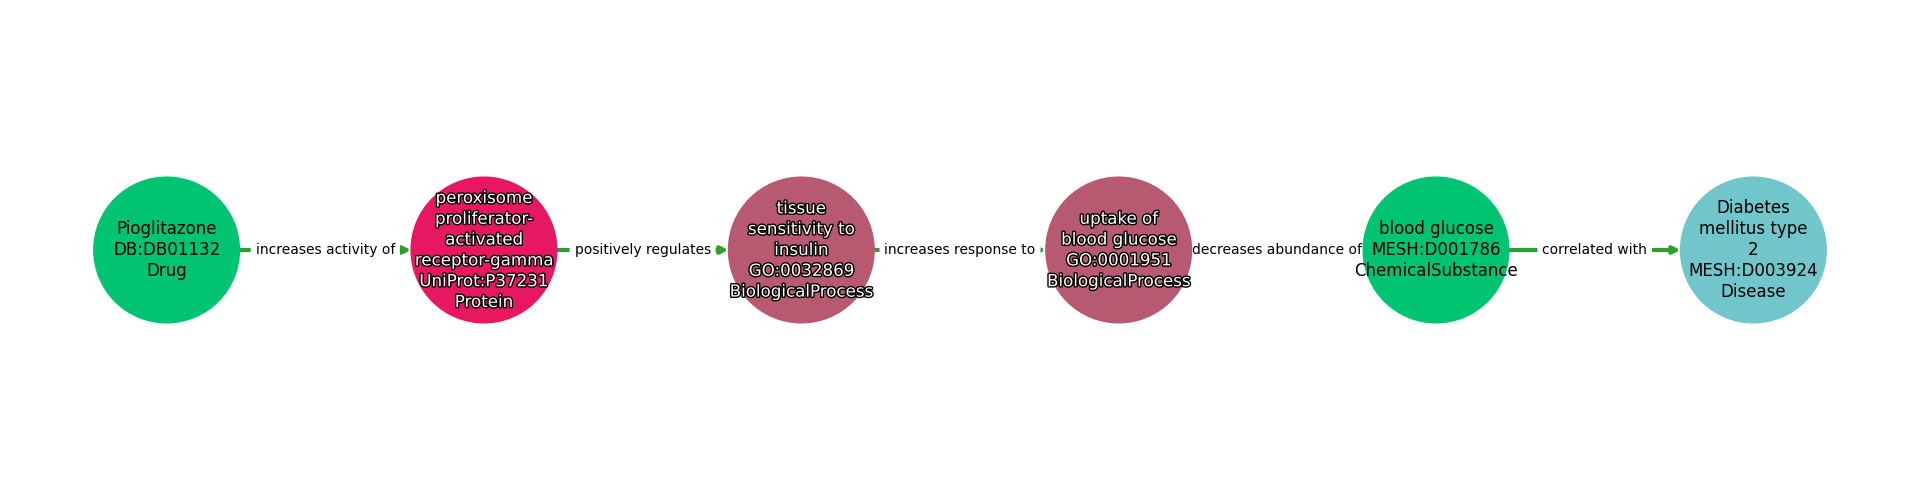 Pioglitazone
DB:DB01132
Drug
increases activity of
peroxisome
proliferator-
activated
receptor-gamma
UniProt:P37231
Protein
positively regulates
tissue
sensitivity to
insulin
GO:0032869
BiologicalProcess
increases response to
uptake of
blood glucose
GO:0001951
BiologicalProcess
decreases abundance of
blood glucose
MESH:D001786
ChemicalSubstance
correlated with
Diabetes
mellitus type
2
MESH:D003924
Disease